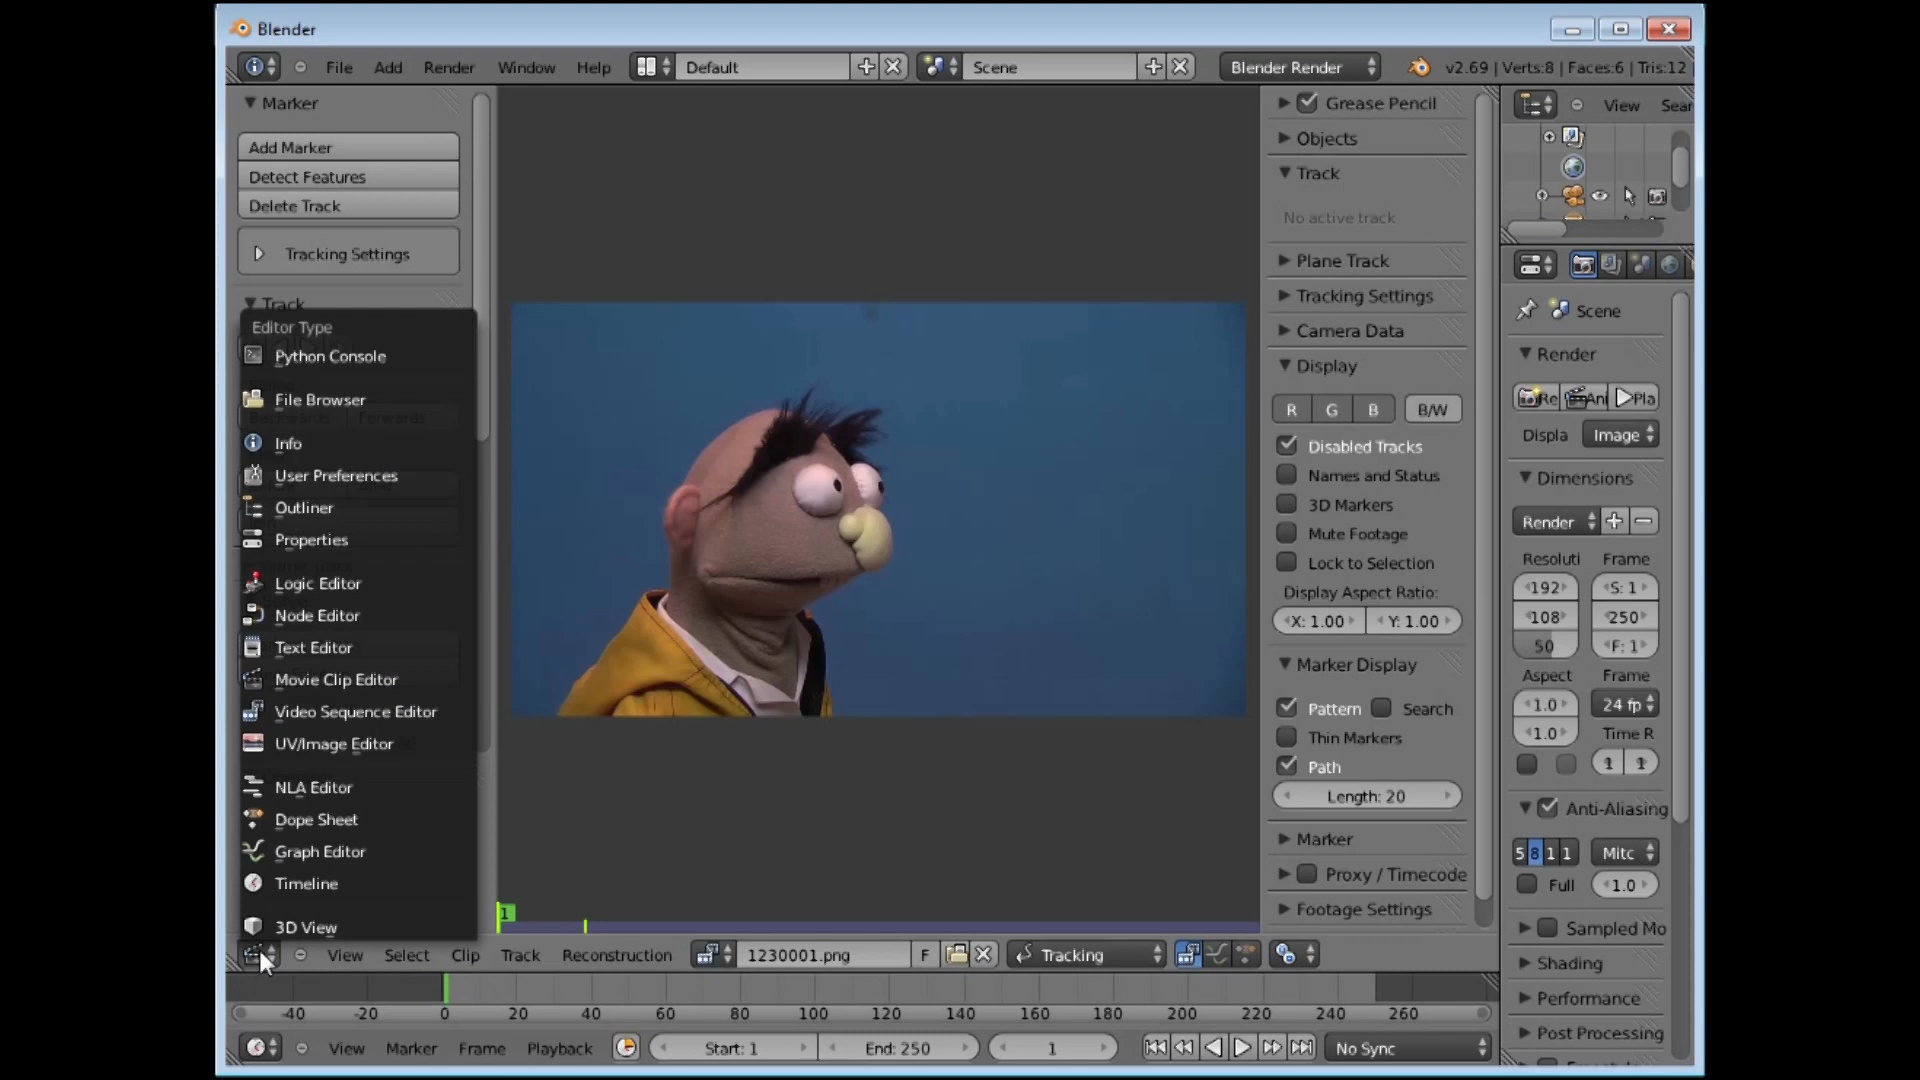 Blender
File Add Render Window Help Default Scene Blender Render v2.69 | Verts:8 | Faces:6 | Tris:12
Marker
Add Marker
Detect Features
Delete Track
Tracking Settings
Track
Editor Type
Python Console
File Browser
Info
User Preferences
Outliner
Properties
Logic Editor
Node Editor
Text Editor
Movie Clip Editor
Video Sequence Editor
UV/Image Editor
NLA Editor
Dope Sheet
Graph Editor
Timeline
3D View
1
Grease Pencil
Objects
Track
No active track
Plane Track
Tracking Settings
Camera Data
Display
R G B B/W
Disabled Tracks
Names and Status
3D Markers
Mute Footage
Lock to Selection
Display Aspect Ratio:
X: 1.00 Y: 1.00
Marker Display
Pattern Search
Thin Markers
Path
Length: 20
Marker
Proxy / Timecode
Footage Settings
View Sear
Scene
Render
Re Ani Pla
Displa Image
Dimensions
Render
Resoluti Frame
192 S: 1
108 250
50 F: 1
Aspect Frame
1.0 24 fp
1.0 Time R
1 1
Anti-Aliasing
5 8 1 1 Mitc
Full 1.0
Sampled Mo
Shading
Performance
Post Processing
View Select Clip Track Reconstruction 1230001.png F Tracking
-40 -20 0 20 40 60 80 100 120 140 160 180 200 220 240 260
View Marker Frame Playback Start: 1 End: 250 1 No Sync